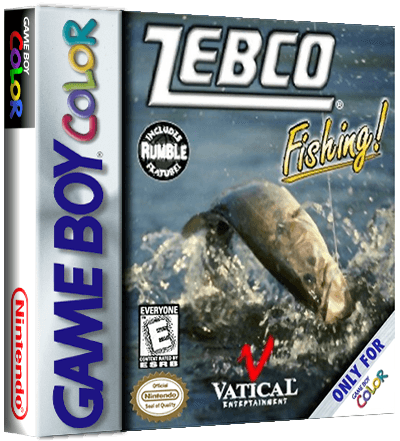 GAME BOY
COLOR
Nintendo
GAME BOY COLOR
ZEBCO
®
Fishing!
INCLUDES
RUMBLE
FEATURE!
EVERYONE
E
CONTENT RATED BY
ESRB
Official
Nintendo
Seal of Quality
V
VATICAL
ENTERTAINMENT
ONLY FOR
GAME BOY
COLOR